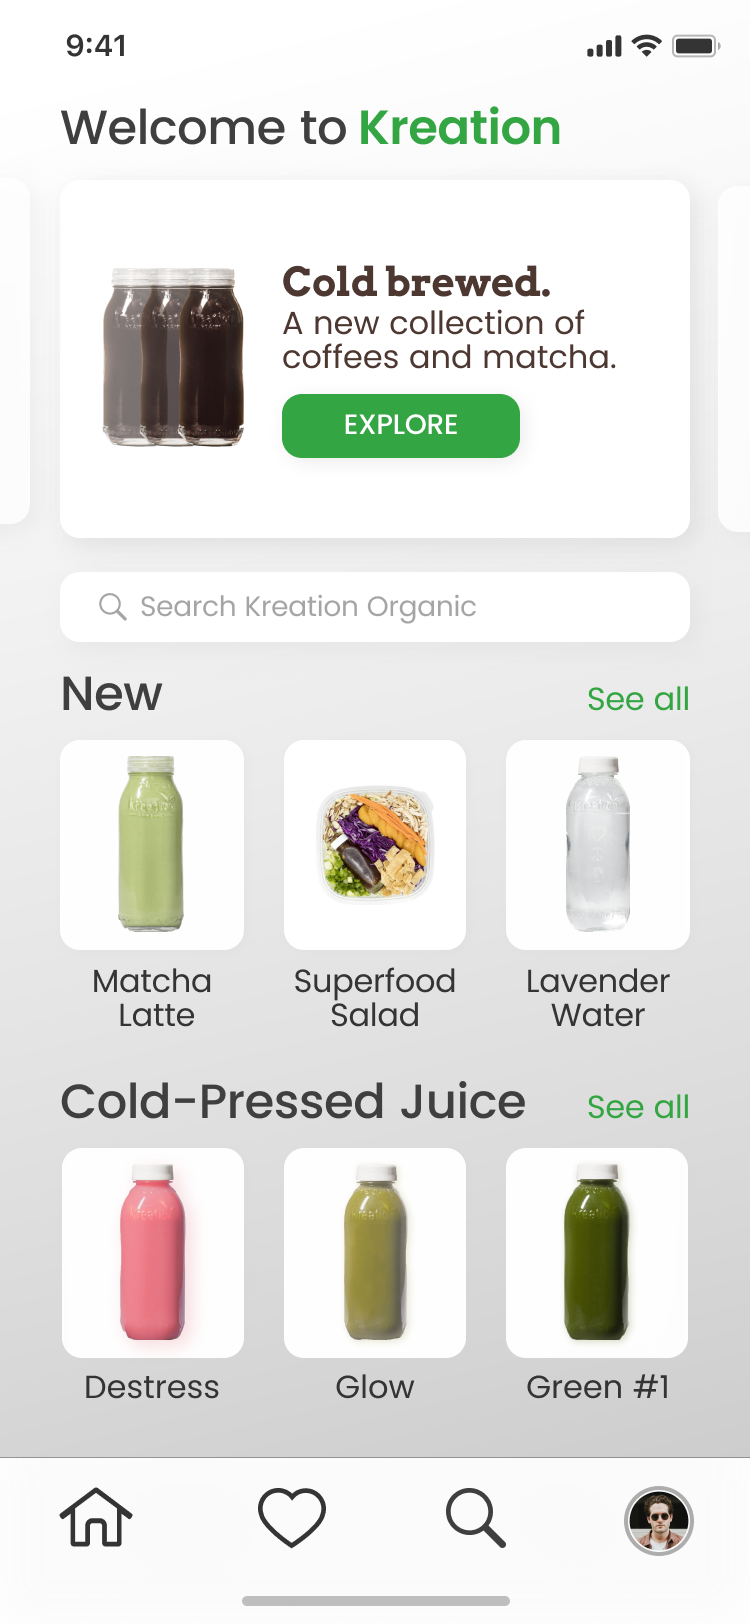 9:41
Welcome to Kreation
Cold brewed.
A new collection of
coffees and matcha.
EXPLORE
Search Kreation Organic
New
See all
Matcha
Latte
Superfood
Salad
Lavender
Water
Cold-Pressed Juice
See all
Destress
Glow
Green #1